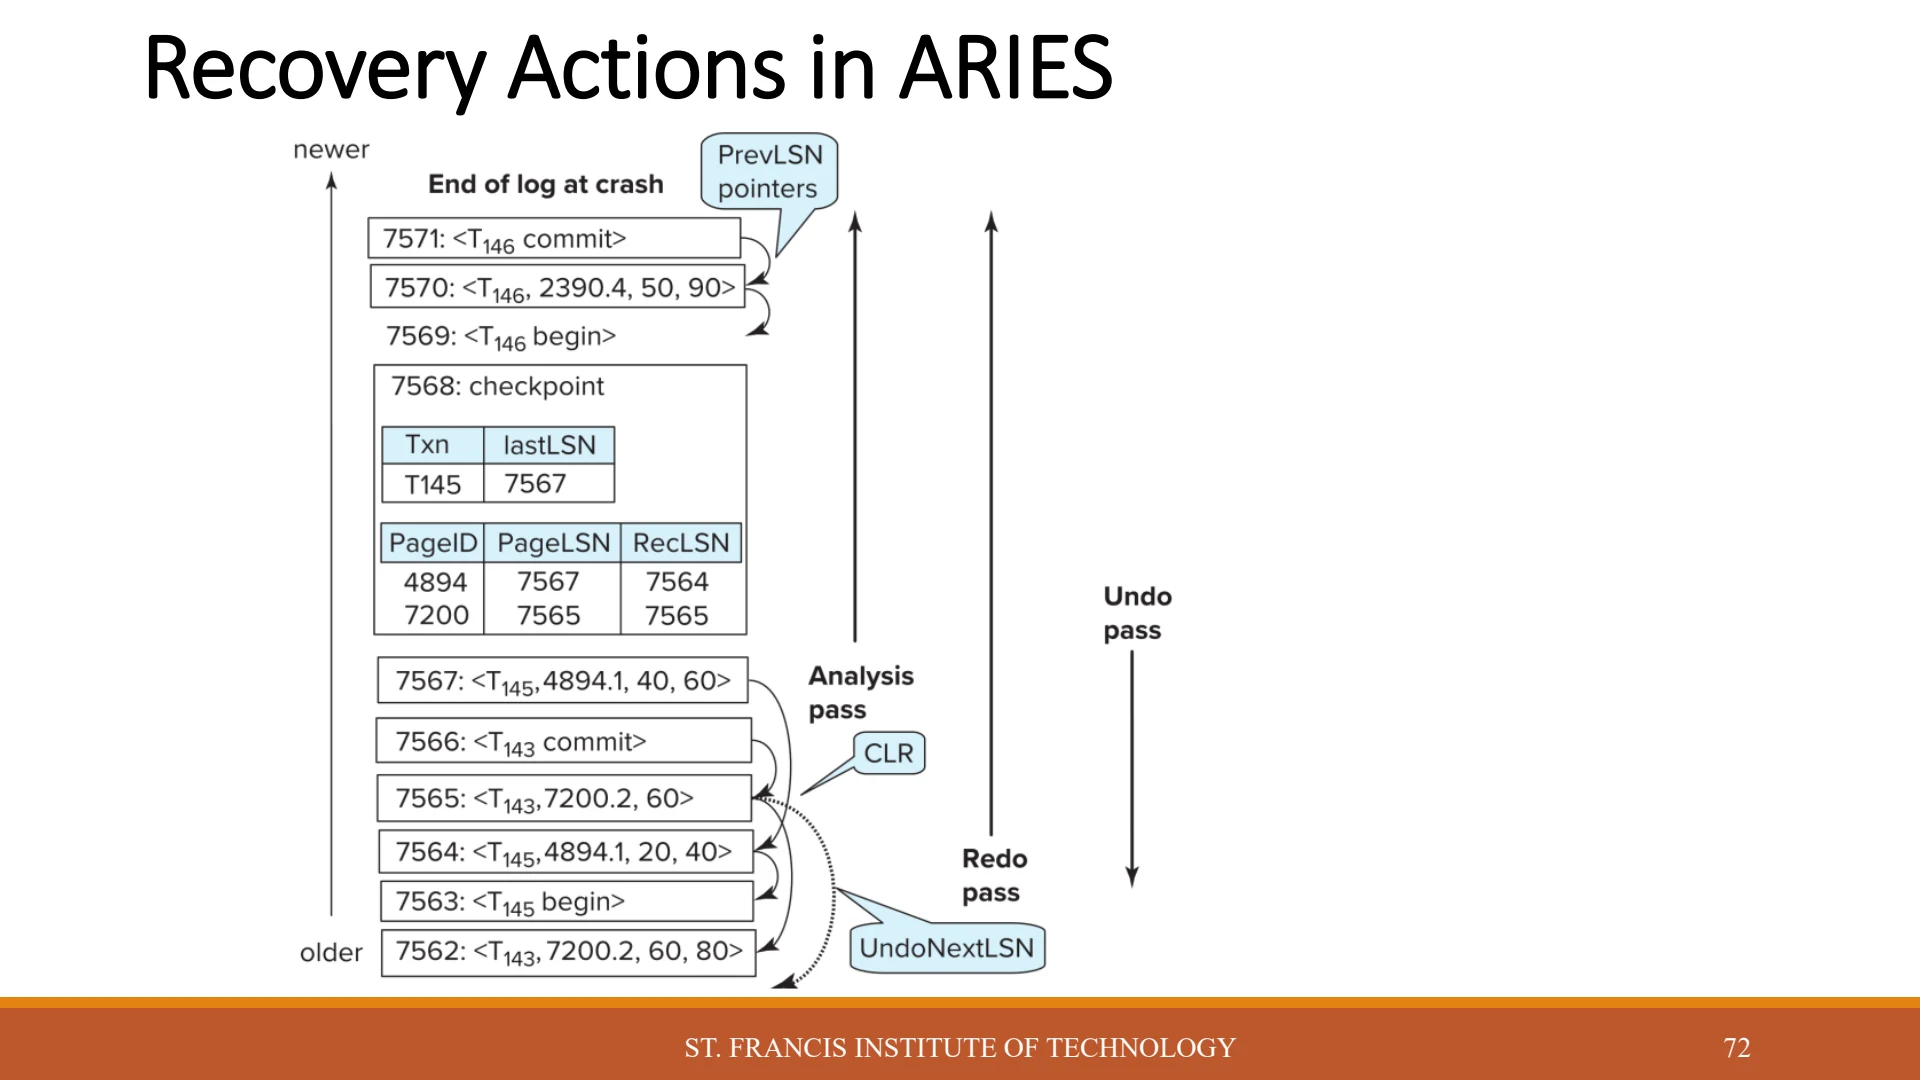 Recovery Actions in ARIES
newer
End of log at crash
PrevLSN
pointers
7571: <T146 commit>
7570: <T146, 2390.4, 50, 90>
7569: <T146 begin>
7568: checkpoint
Txn lastLSN
T145 7567
PageID PageLSN RecLSN
4894 7567 7564
7200 7565 7565
7567: <T145,4894.1, 40, 60>
7566: <T143 commit>
7565: <T143,7200.2, 60>
7564: <T145,4894.1, 20, 40>
7563: <T145 begin>
older
7562: <T143,7200.2, 60, 80>
Analysis
pass
CLR
Redo
pass
UndoNextLSN
Undo
pass
ST. FRANCIS INSTITUTE OF TECHNOLOGY
72